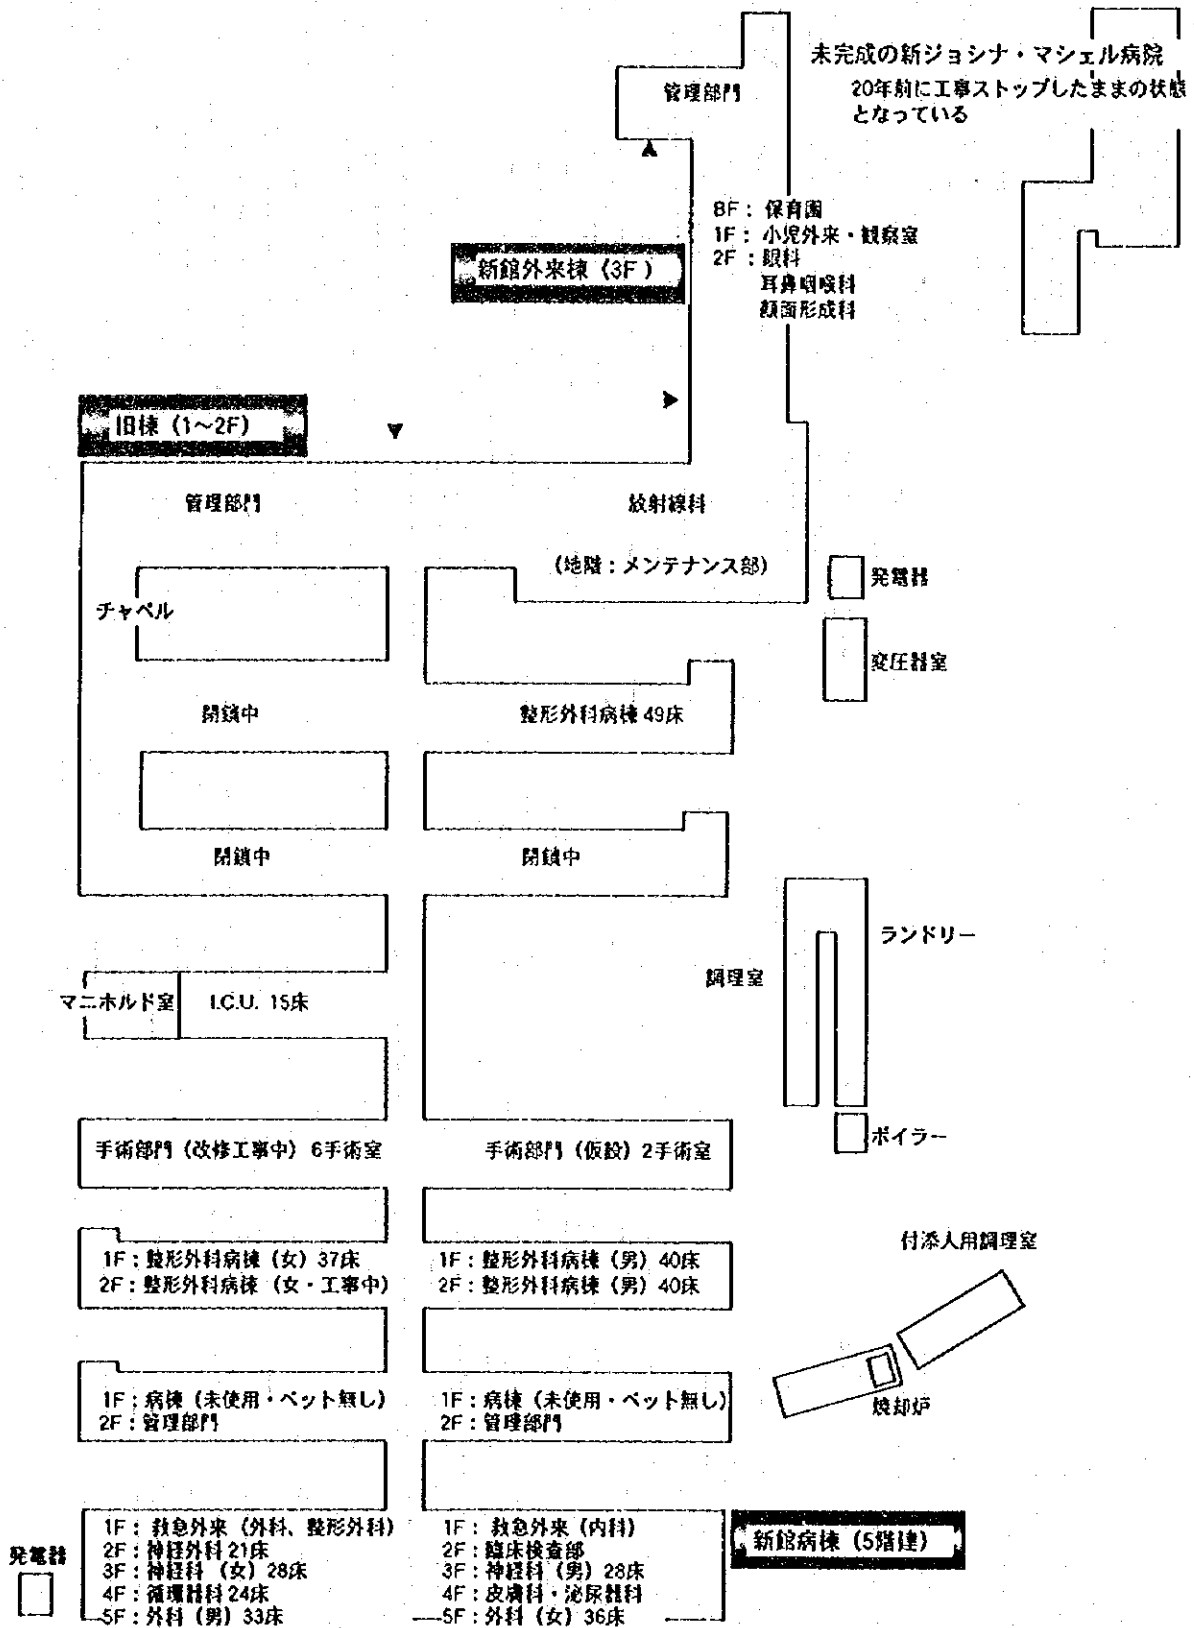 未完成の新ジョシナ・マシェル病院
20年前に工事ストップしたままの状態
となっている
管理部門
BF：保育園
1F：小児外来・観察室
2F：眼科
耳鼻咽喉科
顔面形成科
新館外来棟（3F）
旧棟（1～2F）
管理部門
放射線科
（地階：メンテナンス部）
発電器
チャペル
変圧器室
閉鎖中
整形外科病棟 49床
閉鎖中
閉鎖中
ランドリー
調理室
マニホルド室
I.C.U. 15床
手術部門（改修工事中）6手術室
手術部門（仮設）2手術室
ボイラー
付添人用調理室
1F：整形外科病棟（女）37床
2F：整形外科病棟（女・工事中）
1F：整形外科病棟（男）40床
2F：整形外科病棟（男）40床
焼却炉
1F：病棟（未使用・ベット無し）
2F：管理部門
1F：病棟（未使用・ベット無し）
2F：管理部門
1F：救急外来（外科、整形外科）
2F：神経外科 21床
3F：神経科（女）28床
4F：循環器科 24床
5F：外科（男）33床
1F：救急外来（内科）
2F：臨床検査部
3F：神経科（男）28床
4F：皮膚科・泌尿器科
5F：外科（女）36床
新館病棟（5階建）
発電器